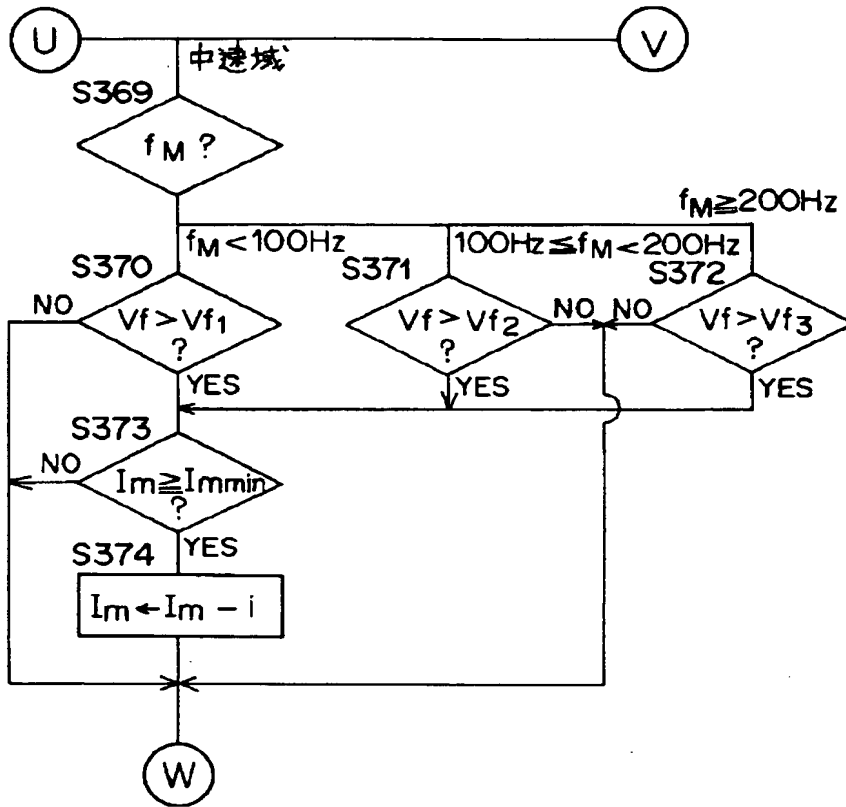 U
V
中速域
S369
fM ?
fM≧200Hz
fM<100Hz
100Hz≦fM<200Hz
S370
S371
S372
NO
Vf>Vf1
?
Vf>Vf2
?
NO
NO
Vf>Vf3
?
YES
YES
YES
S373
NO
Im≧Immin
?
S374
YES
Im←Im − i
W